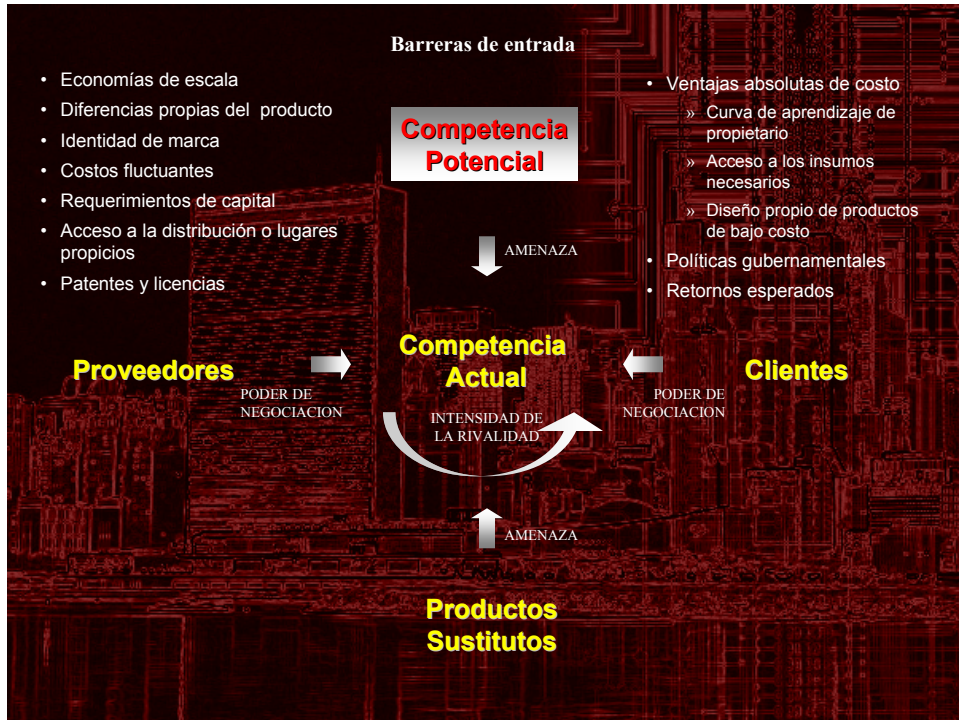 Barreras de entrada
• Economías de escala
• Diferencias propias del producto
• Identidad de marca
• Costos fluctuantes
• Requerimientos de capital
• Acceso a la distribución o lugares
propicios
• Patentes y licencias
Competencia
Potencial
• Ventajas absolutas de costo
» Curva de aprendizaje de
propietario
» Acceso a los insumos
necesarios
» Diseño propio de productos
de bajo costo
• Políticas gubernamentales
• Retornos esperados
AMENAZA
Proveedores
PODER DE
NEGOCIACION
Competencia
Actual
INTENSIDAD DE
LA RIVALIDAD
Clientes
PODER DE
NEGOCIACION
AMENAZA
Productos
Sustitutos